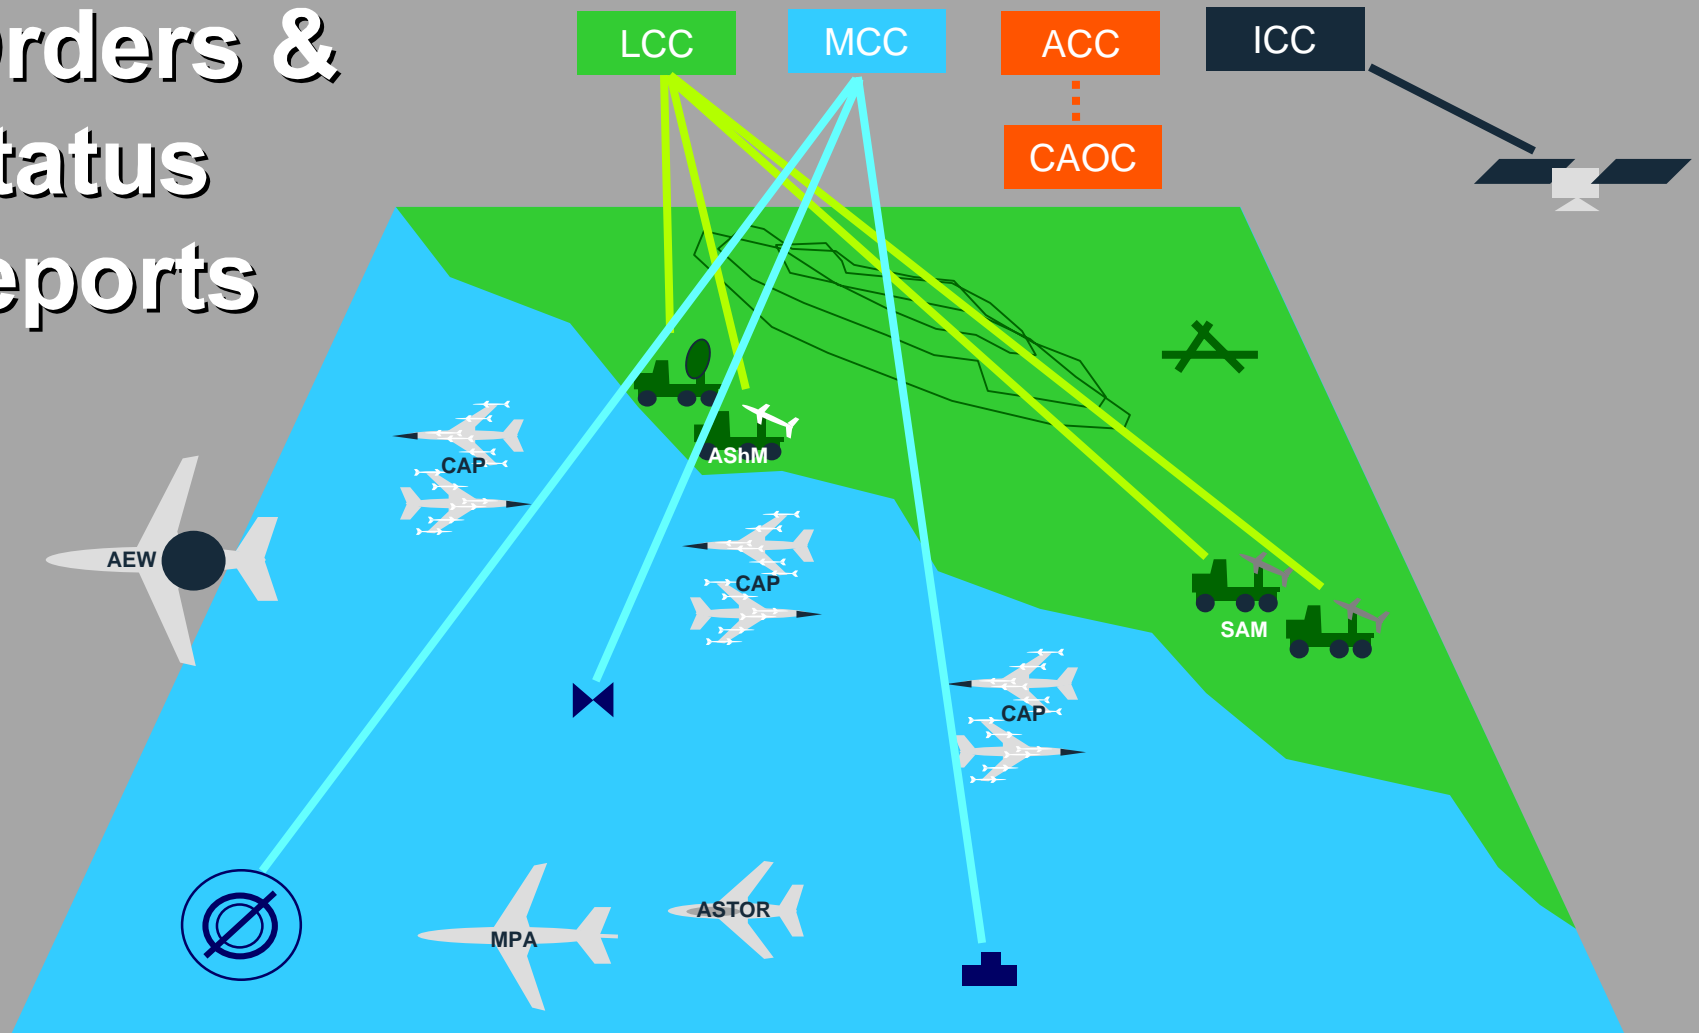 rders &
tatus
eports
LCC
MCC
ACC
ICC
CAOC
CAP
AShM
AEW
CAP
SAM
CAP
ASTOR
MPA